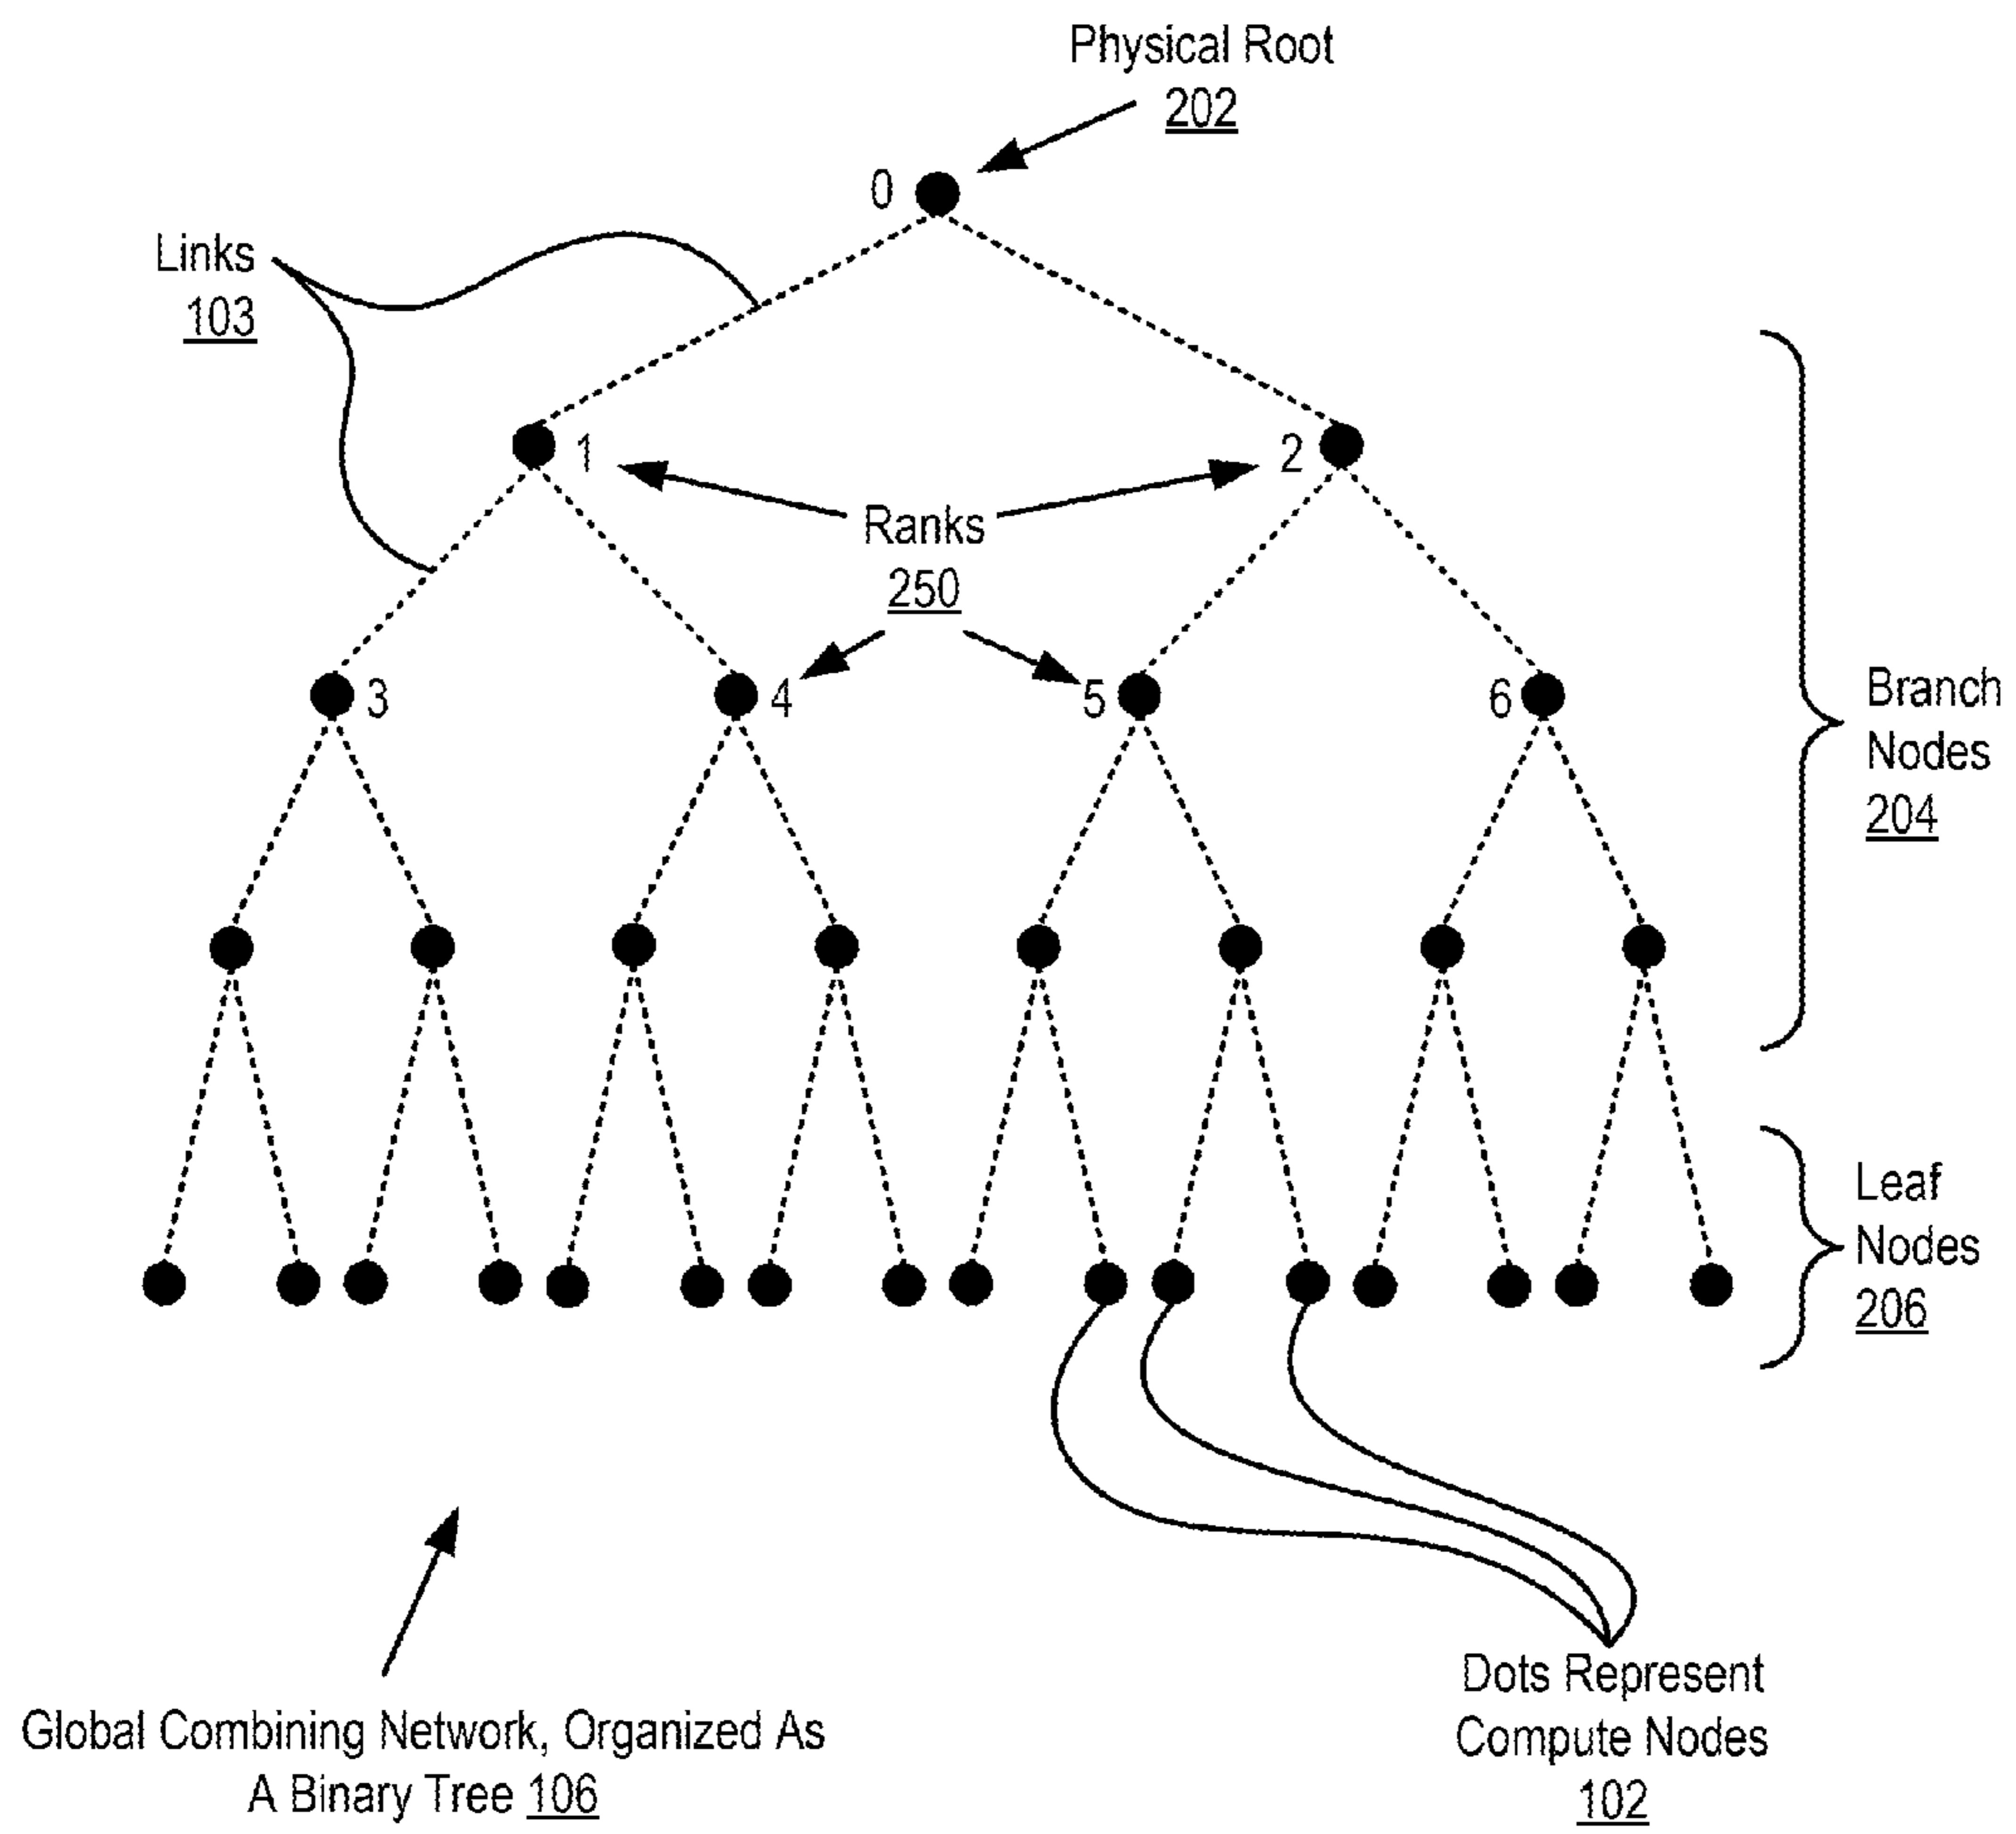 Physical Root
202
0
Links
103
1
2
Ranks
250
3
4
5
6
Branch
Nodes
204
Leaf
Nodes
206
Dots Represent
Compute Nodes
102
Global Combining Network, Organized As
A Binary Tree 106